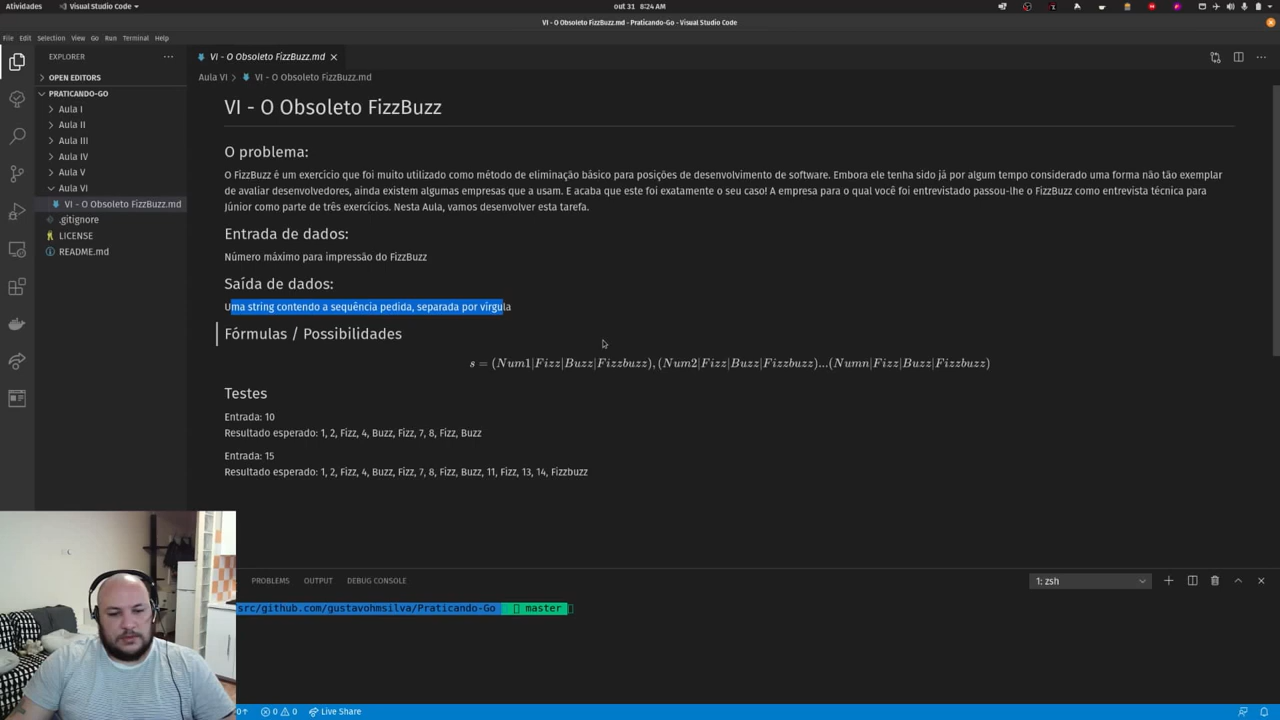 Atividades
Visual Studio Code
out 31 8:24 AM
VI - O Obsoleto FizzBuzz.md - Praticando-Go - Visual Studio Code
File Edit Selection View Go Run Terminal Help
EXPLORER
VI - O Obsoleto FizzBuzz.md
OPEN EDITORS
Aula VI > VI - O Obsoleto FizzBuzz.md
PRATICANDO-GO
Aula I
Aula II
Aula III
Aula IV
Aula V
Aula VI
VI - O Obsoleto FizzBuzz.md
.gitignore
LICENSE
README.md
VI - O Obsoleto FizzBuzz
O problema:
O FizzBuzz é um exercício que foi muito utilizado como método de eliminação básico para posições de desenvolvimento de software. Embora ele tenha sido já por algum tempo considerado uma forma não tão exemplar
de avaliar desenvolvedores, ainda existem algumas empresas que a usam. E acaba que este foi exatamente o seu caso! A empresa para o qual você foi entrevistado passou-lhe o FizzBuzz como entrevista técnica para
Júnior como parte de três exercícios. Nesta Aula, vamos desenvolver esta tarefa.
Entrada de dados:
Número máximo para impressão do FizzBuzz
Saída de dados:
Uma string contendo a sequência pedida, separada por vírgula
Fórmulas / Possibilidades
s = (Num1|Fizz|Buzz|Fizzbuzz), (Num2|Fizz|Buzz|Fizzbuzz)...(Numn|Fizz|Buzz|Fizzbuzz)
Testes
Entrada: 10
Resultado esperado: 1, 2, Fizz, 4, Buzz, Fizz, 7, 8, Fizz, Buzz
Entrada: 15
Resultado esperado: 1, 2, Fizz, 4, Buzz, Fizz, 7, 8, Fizz, Buzz, 11, Fizz, 13, 14, Fizzbuzz
PROBLEMS OUTPUT DEBUG CONSOLE
1: zsh
src/github.com/gustavohmsilva/Praticando-Go master
0↑ 0 0 Live Share